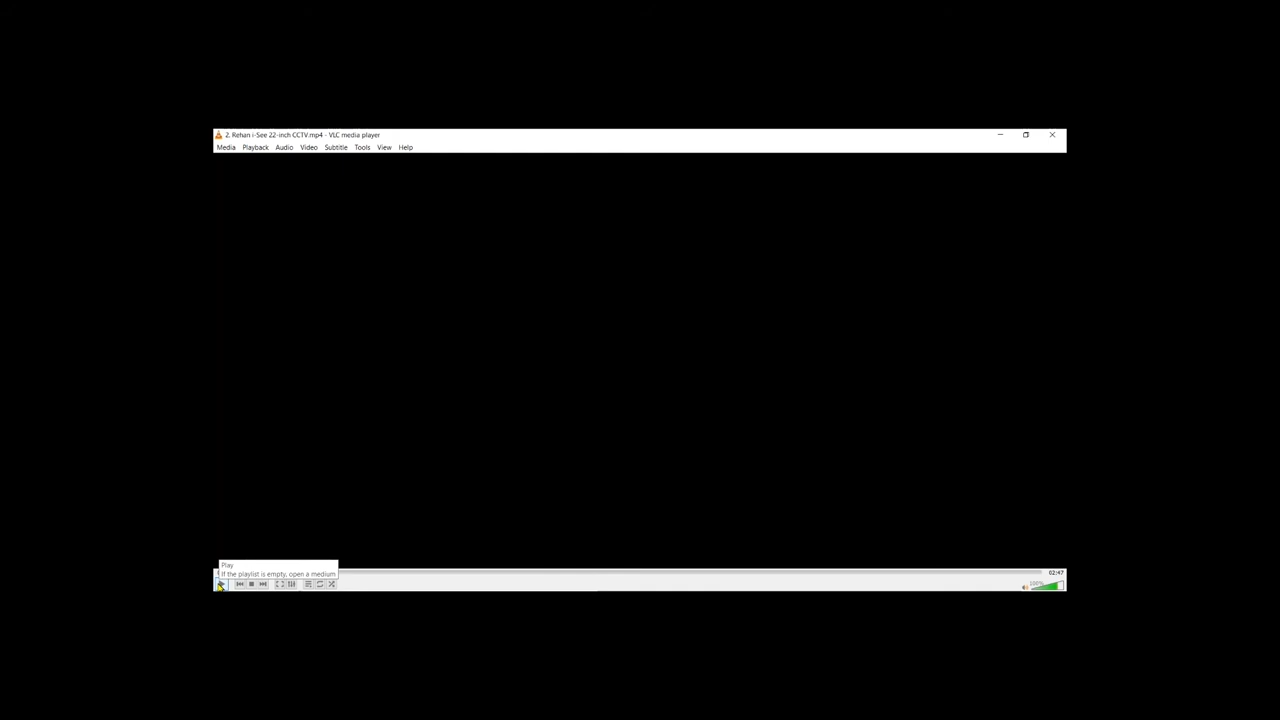 2. Rehan i-See 22-inch CCTV.mp4 - VLC media player
Media Playback Audio Video Subtitle Tools View Help
Play
If the playlist is empty, open a medium
02:47
100%